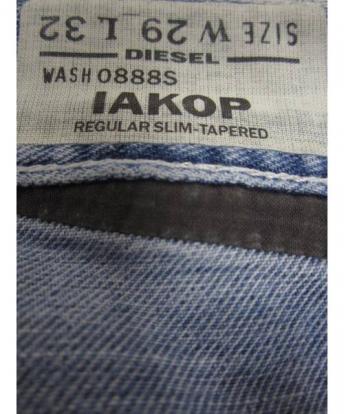 SIZE W 29 L 32
DIESEL
WASH 0888S
IAKOP
REGULAR SLIM-TAPERED